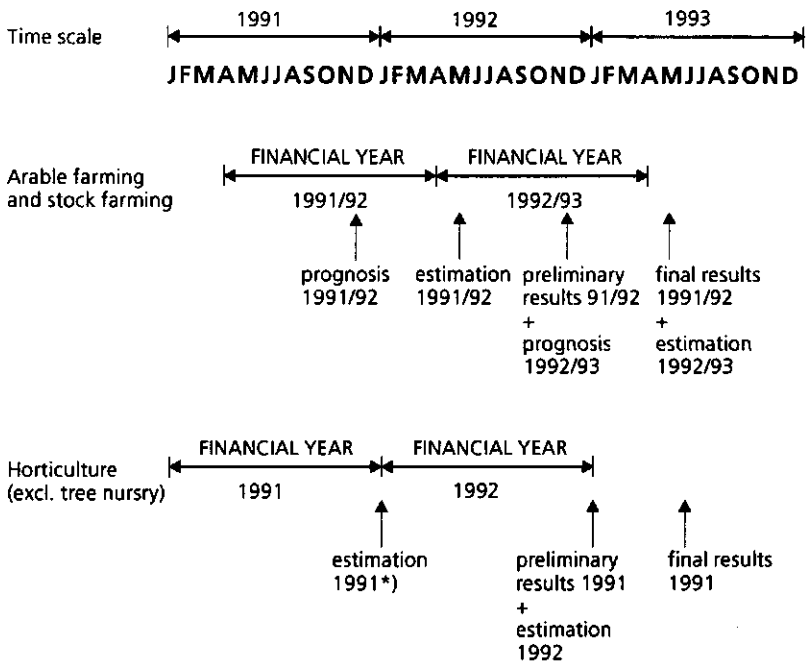 1991 1992 1993
Time scale
JFMAMJJASOND JFMAMJJASOND JFMAMJJASOND
FINANCIAL YEAR FINANCIAL YEAR
Arable farming
and stock farming
1991/92 1992/93
prognosis
1991/92
estimation
1991/92
preliminary
results 91/92
+
prognosis
1992/93
final results
1991/92
+
estimation
1992/93
FINANCIAL YEAR FINANCIAL YEAR
Horticulture
(excl. tree nursry)
1991 1992
estimation
1991*)
preliminary
results 1991
+
estimation
1992
final results
1991